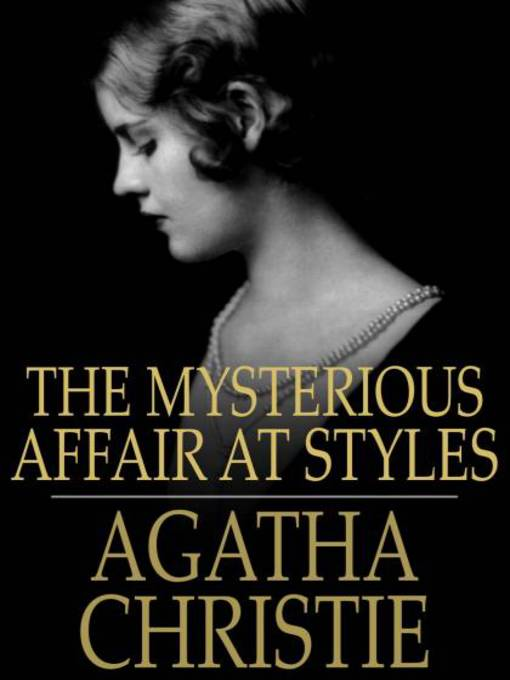 THE MYSTERIOUS
AFFAIR AT STYLES
AGATHA
CHRISTIE